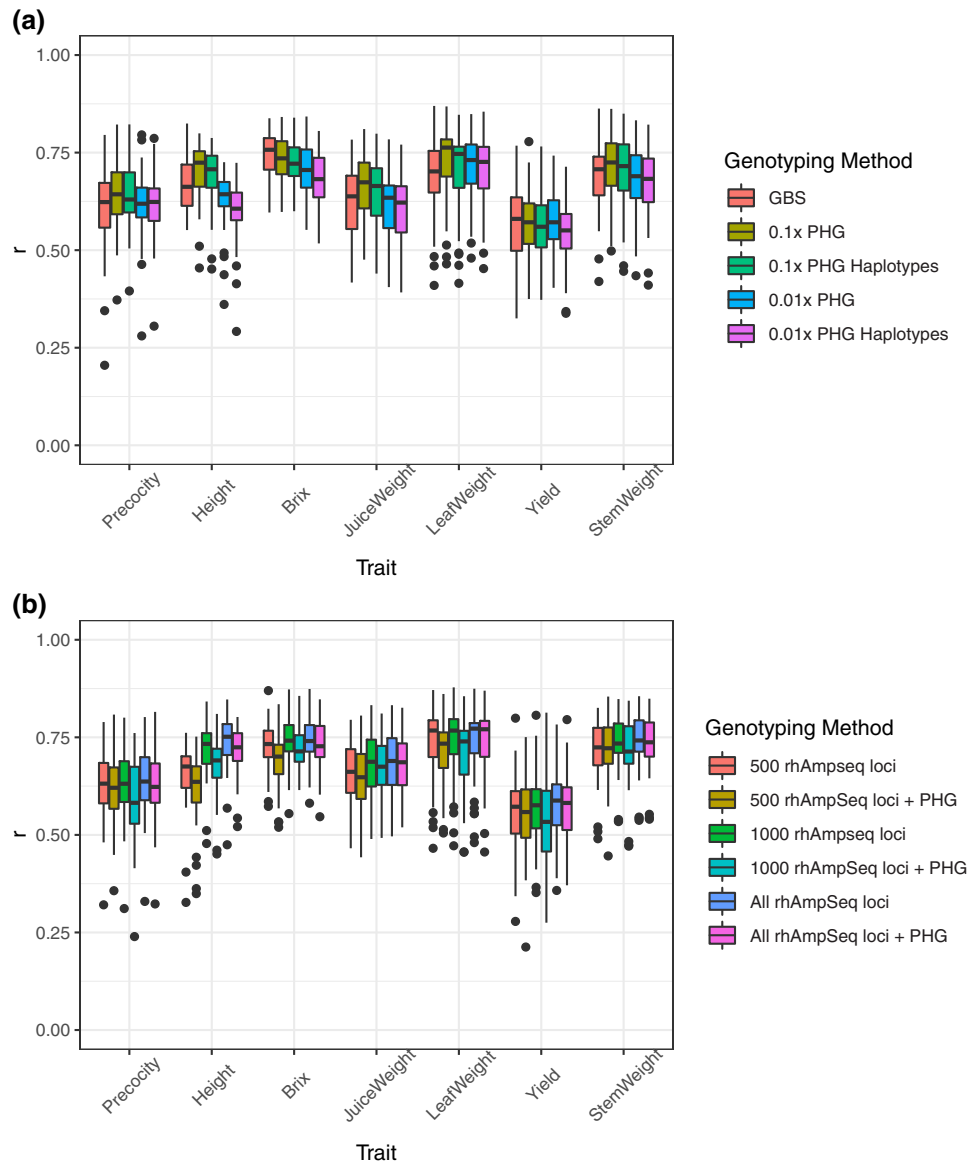 (a)
1.00
0.75
0.50
0.25
0.00
r
Precocity
Height
Brix
JuiceWeight
LeafWeight
Yield
StemWeight
Trait
Genotyping Method
GBS
0.1x PHG
0.1x PHG Haplotypes
0.01x PHG
0.01x PHG Haplotypes
(b)
1.00
0.75
0.50
0.25
0.00
r
Precocity
Height
Brix
JuiceWeight
LeafWeight
Yield
StemWeight
Trait
Genotyping Method
500 rhAmpseq loci
500 rhAmpSeq loci + PHG
1000 rhAmpseq loci
1000 rhAmpSeq loci + PHG
All rhAmpSeq loci
All rhAmpSeq loci + PHG